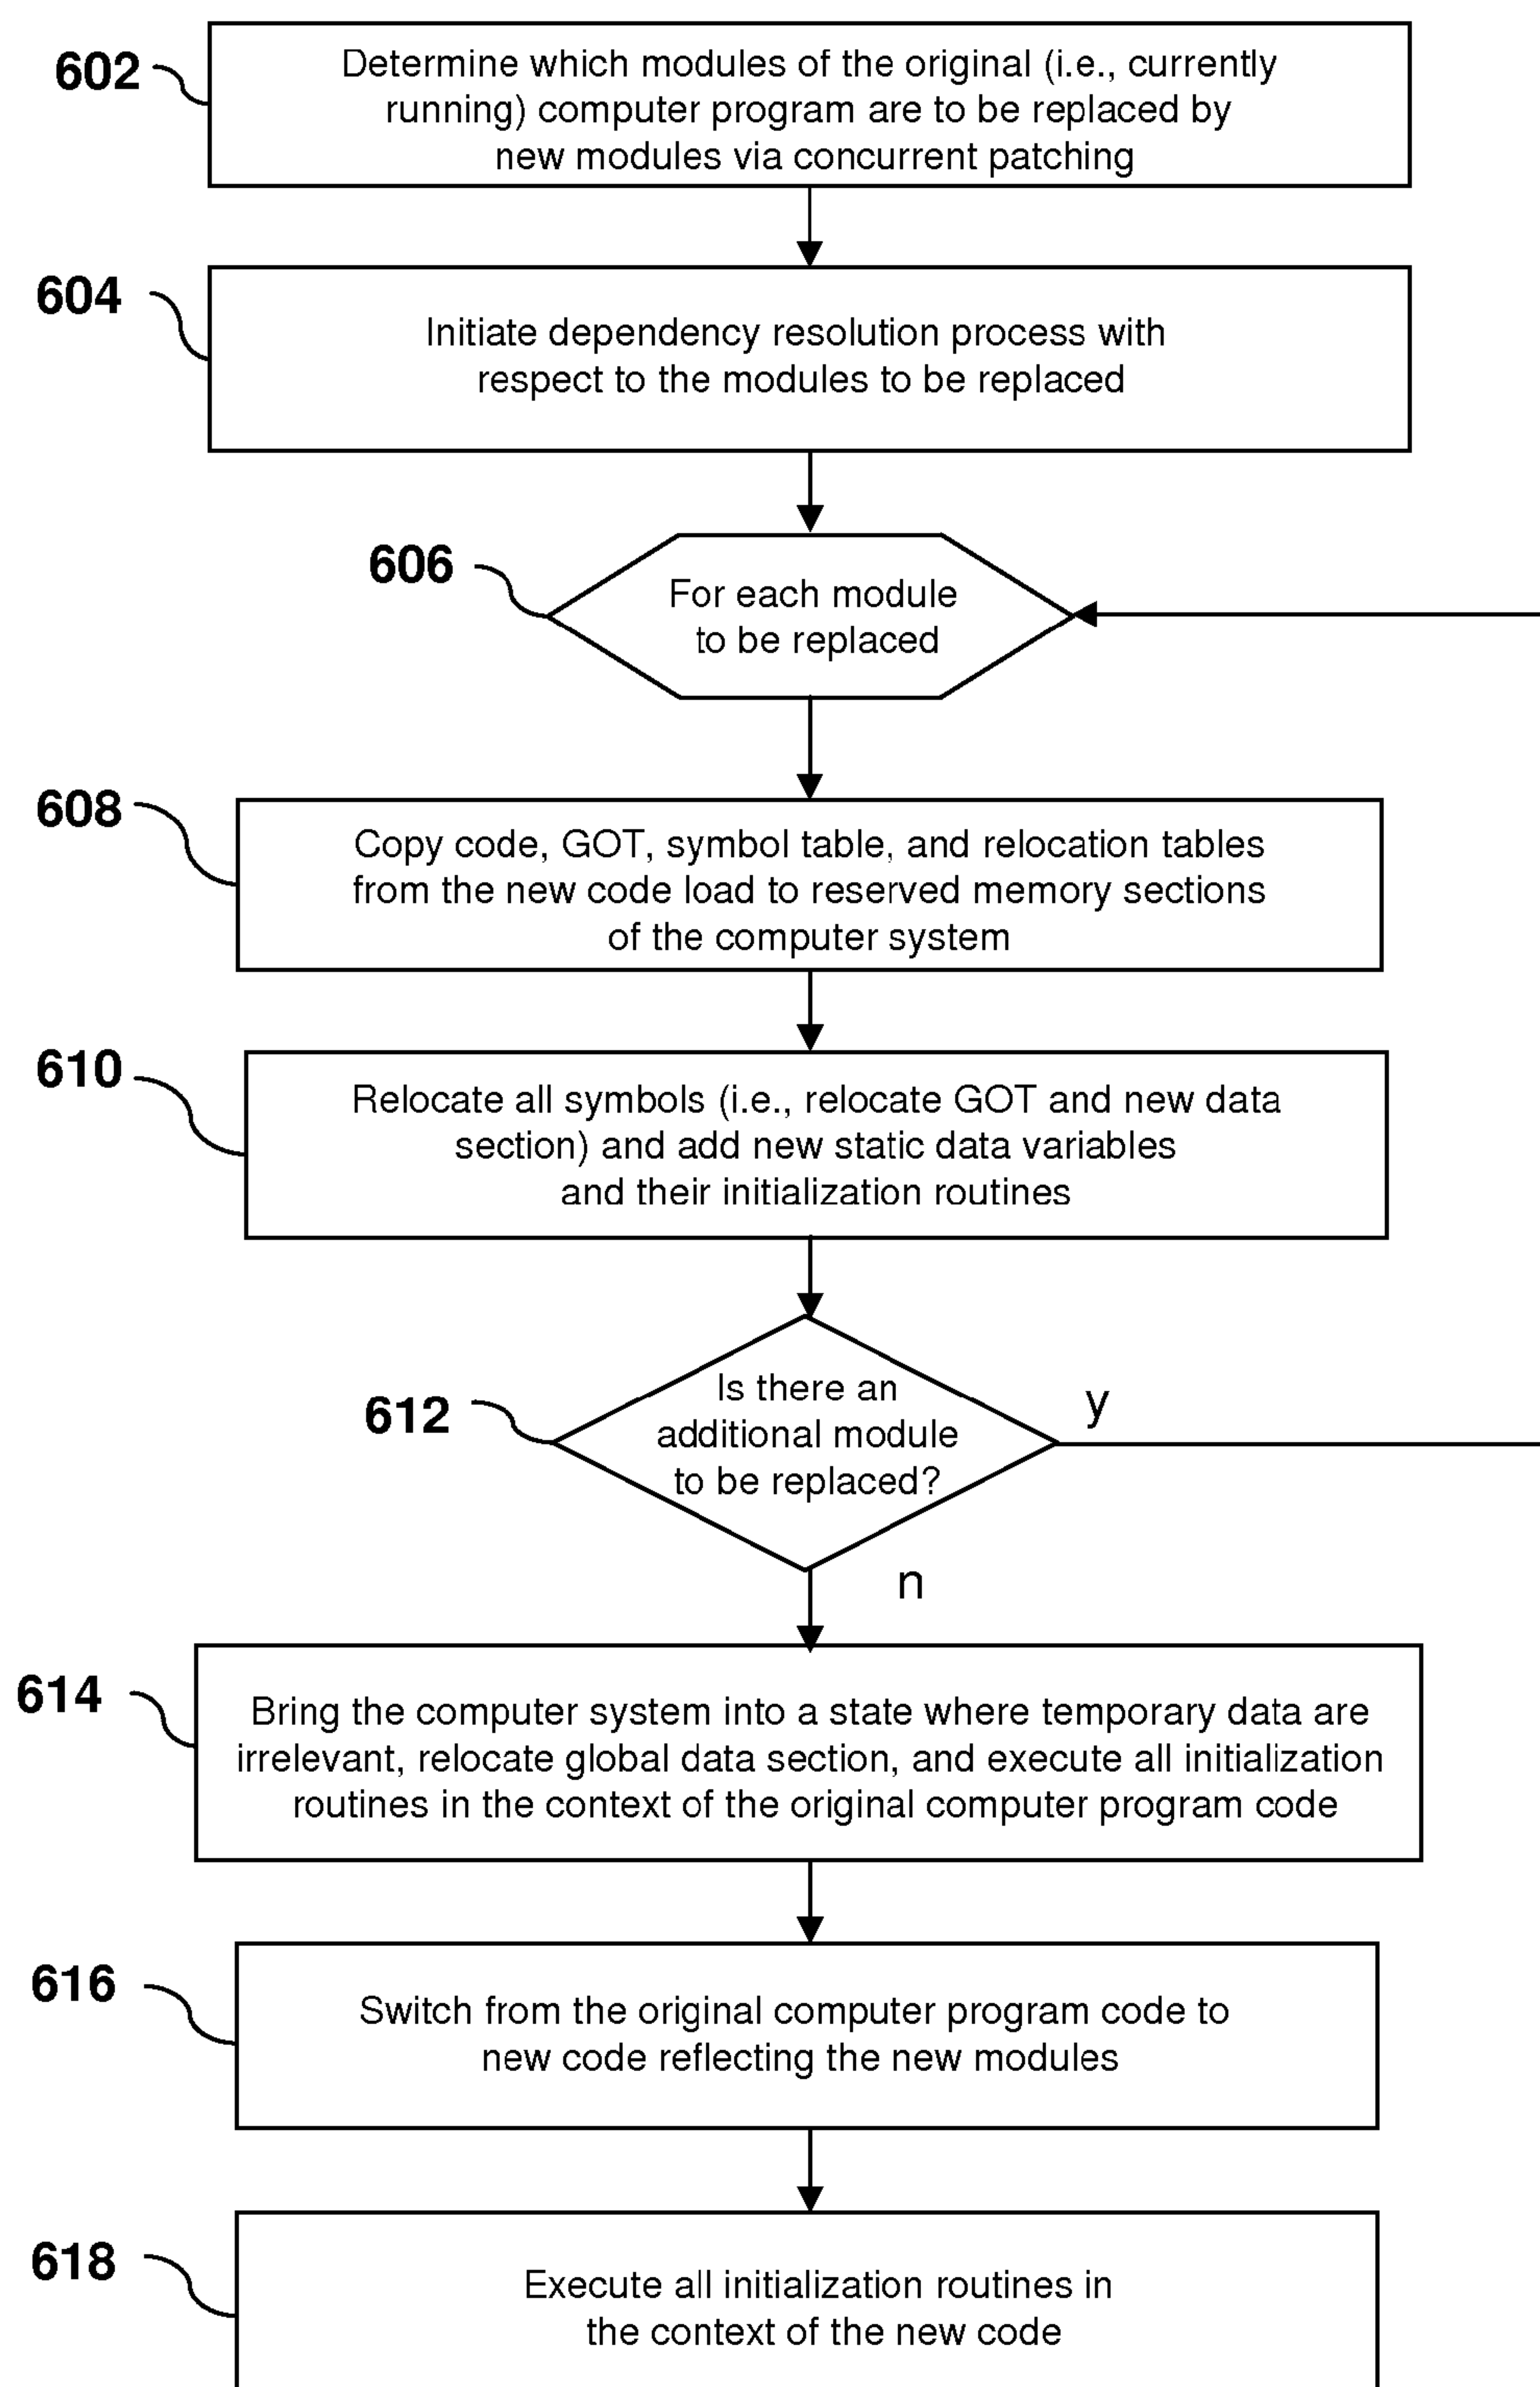 602
Determine which modules of the original (i.e., currently
running) computer program are to be replaced by
new modules via concurrent patching
604
Initiate dependency resolution process with
respect to the modules to be replaced
606
For each module
to be replaced
608
Copy code, GOT, symbol table, and relocation tables
from the new code load to reserved memory sections
of the computer system
610
Relocate all symbols (i.e., relocate GOT and new data
section) and add new static data variables
and their initialization routines
612
Is there an
additional module
to be replaced?
y
n
614
Bring the computer system into a state where temporary data are
irrelevant, relocate global data section, and execute all initialization
routines in the context of the original computer program code
616
Switch from the original computer program code to
new code reflecting the new modules
618
Execute all initialization routines in
the context of the new code